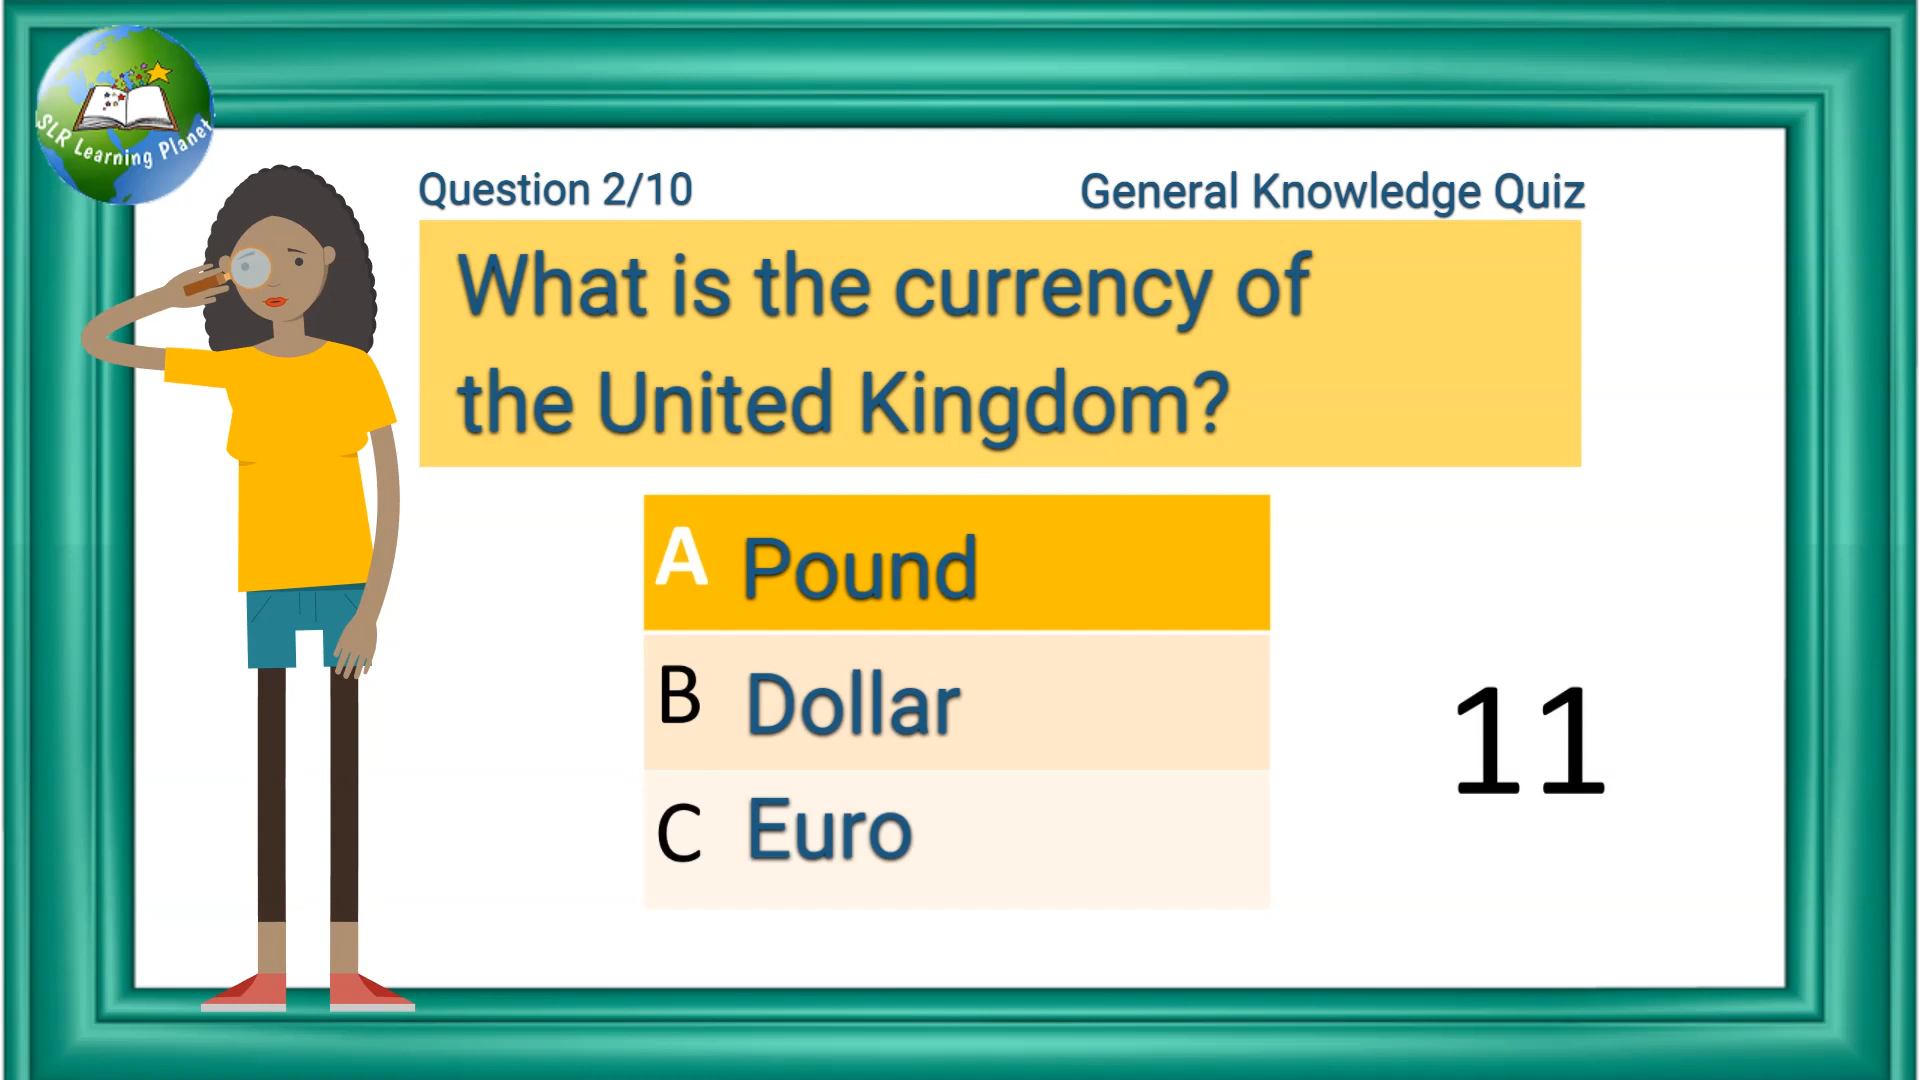 SLR Learning Planet
Question 2/10
General Knowledge Quiz
What is the currency of
the United Kingdom?
A Pound
B Dollar
C Euro
11